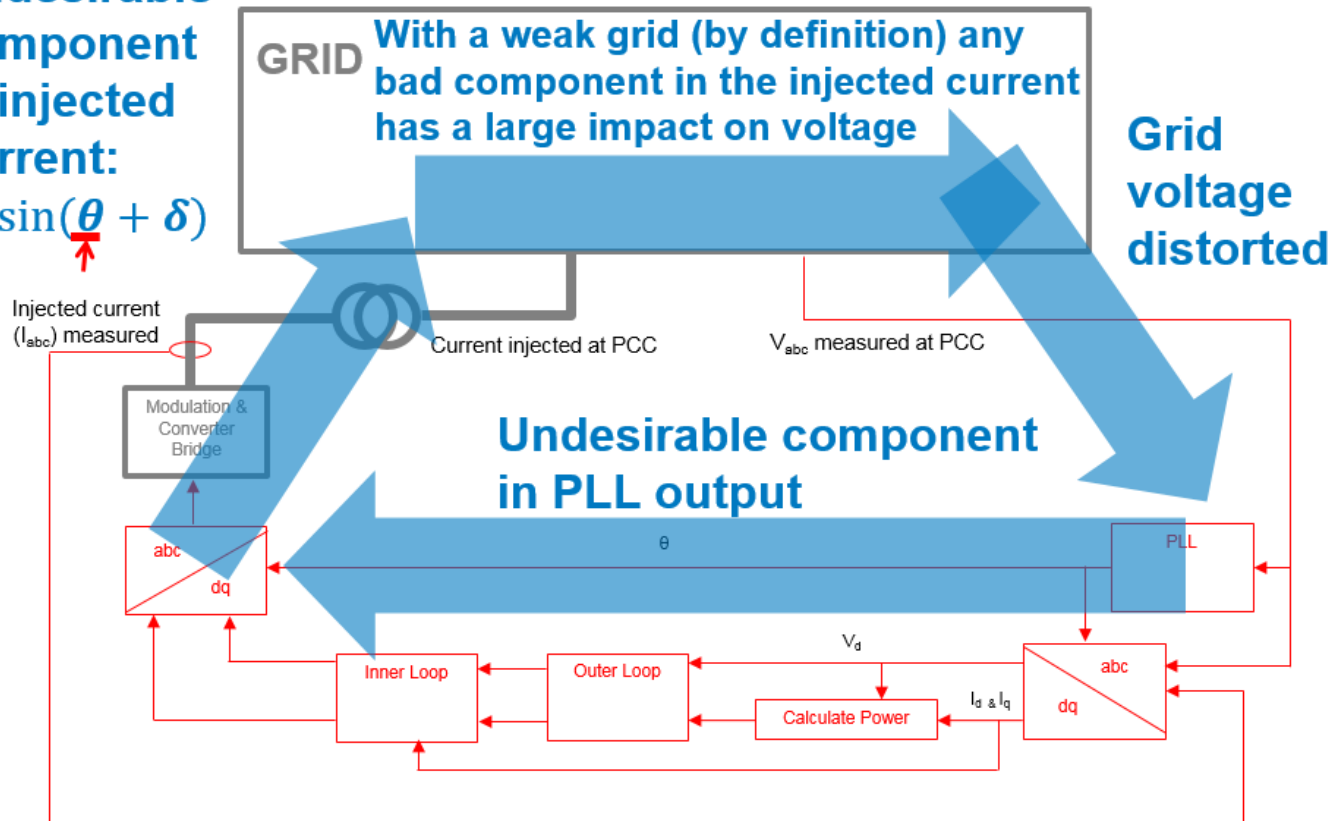 mponent
injected
rrent:
sin(θ + δ)
GRID
With a weak grid (by definition) any
bad component in the injected current
has a large impact on voltage
Grid
voltage
distorted
Injected current
(Iabc) measured
Current injected at PCC
Vabc measured at PCC
Modulation &
Converter
Bridge
Undesirable component
in PLL output
abc
dq
θ
PLL
Vd
Inner Loop
Outer Loop
Calculate Power
Id & Iq
abc
dq